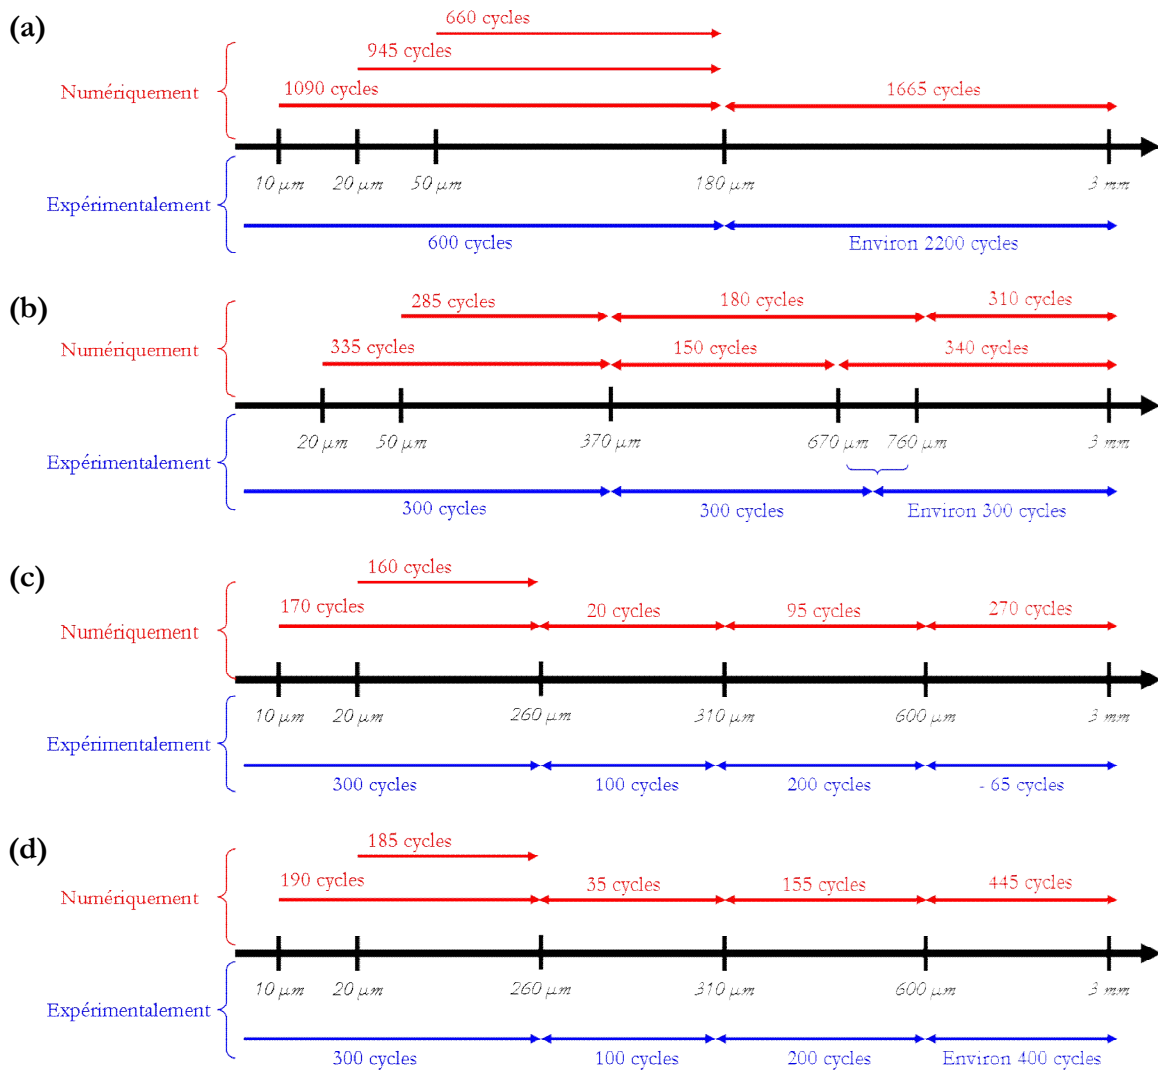 (a)
660 cycles
945 cycles
Numériquement
1090 cycles
1665 cycles
10 µm
20 µm
50 µm
180 µm
3 mm
Expérimentalement
600 cycles
Environ 2200 cycles
(b)
285 cycles
180 cycles
310 cycles
Numériquement
335 cycles
150 cycles
340 cycles
20 µm
50 µm
370 µm
670 µm
760 µm
3 mm
Expérimentalement
300 cycles
300 cycles
Environ 300 cycles
(c)
160 cycles
170 cycles
20 cycles
95 cycles
270 cycles
Numériquement
10 µm
20 µm
260 µm
310 µm
600 µm
3 mm
Expérimentalement
300 cycles
100 cycles
200 cycles
- 65 cycles
(d)
185 cycles
190 cycles
35 cycles
155 cycles
445 cycles
Numériquement
10 µm
20 µm
260 µm
310 µm
600 µm
3 mm
Expérimentalement
300 cycles
100 cycles
200 cycles
Environ 400 cycles